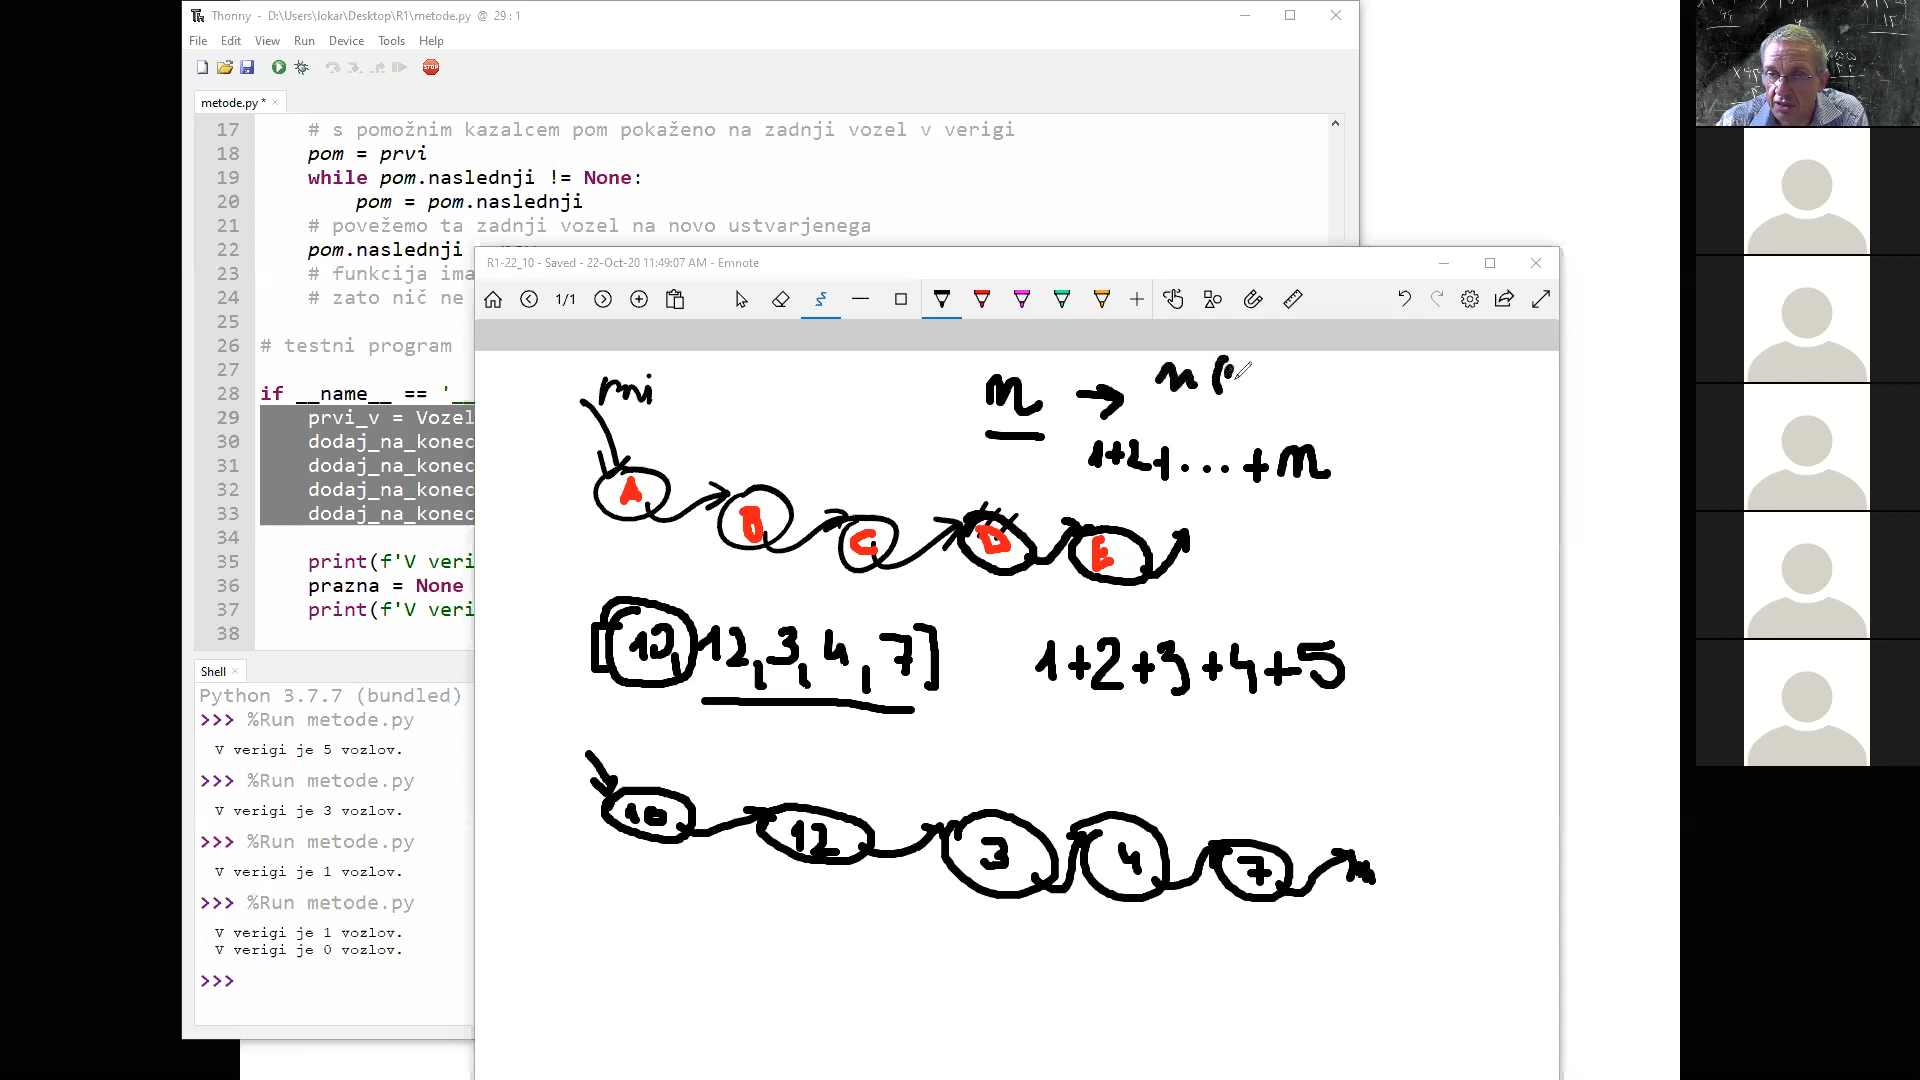 Thonny - D:\Users\lokar\Desktop\R1\metode.py @ 29 : 1
File Edit View Run Device Tools Help
STOP
metode.py *
17 # s pomožnim kazalcem pom pokaženo na zadnji vozel v verigi
18 pom = prvi
19 while pom.naslednji != None:
20 pom = pom.naslednji
21 # povežemo ta zadnji vozel na novo ustvarjenega
22 pom.naslednji
23 # funkcija ima
24 # zato nič ne
25
26 # testni program
27
28 if __name__ == '__
29 prvi_v = Vozel
30 dodaj_na_konec
31 dodaj_na_konec
32 dodaj_na_konec
33 dodaj_na_konec
34
35 print(f'V veri
36 prazna = None
37 print(f'V veri
38
Shell
Python 3.7.7 (bundled)
>>> %Run metode.py
V verigi je 5 vozlov.
>>> %Run metode.py
V verigi je 3 vozlov.
>>> %Run metode.py
V verigi je 1 vozlov.
>>> %Run metode.py
V verigi je 1 vozlov.
V verigi je 0 vozlov.
>>>
R1-22_10 - Saved - 22-Oct-20 11:49:07 AM - Emnote
1/1
prvi
n → n
1+2+...+n
A B C D E
[10, 12, 3, 4, 7] 1+2+3+4+5
10 12 3 4 7